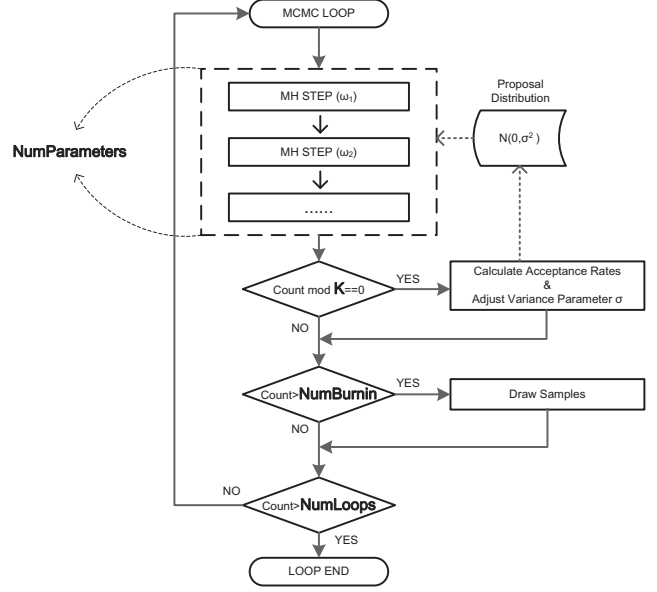 MCMC LOOP
MH STEP (ω₁)
Proposal
Distribution
N(0,σ² )
NumParameters
MH STEP (ω₂)
......
Count mod K==0
YES
Calculate Acceptance Rates
&
Adjust Variance Parameter σ
NO
Count>NumBurnin
YES
Draw Samples
NO
NO
Count>NumLoops
YES
LOOP END